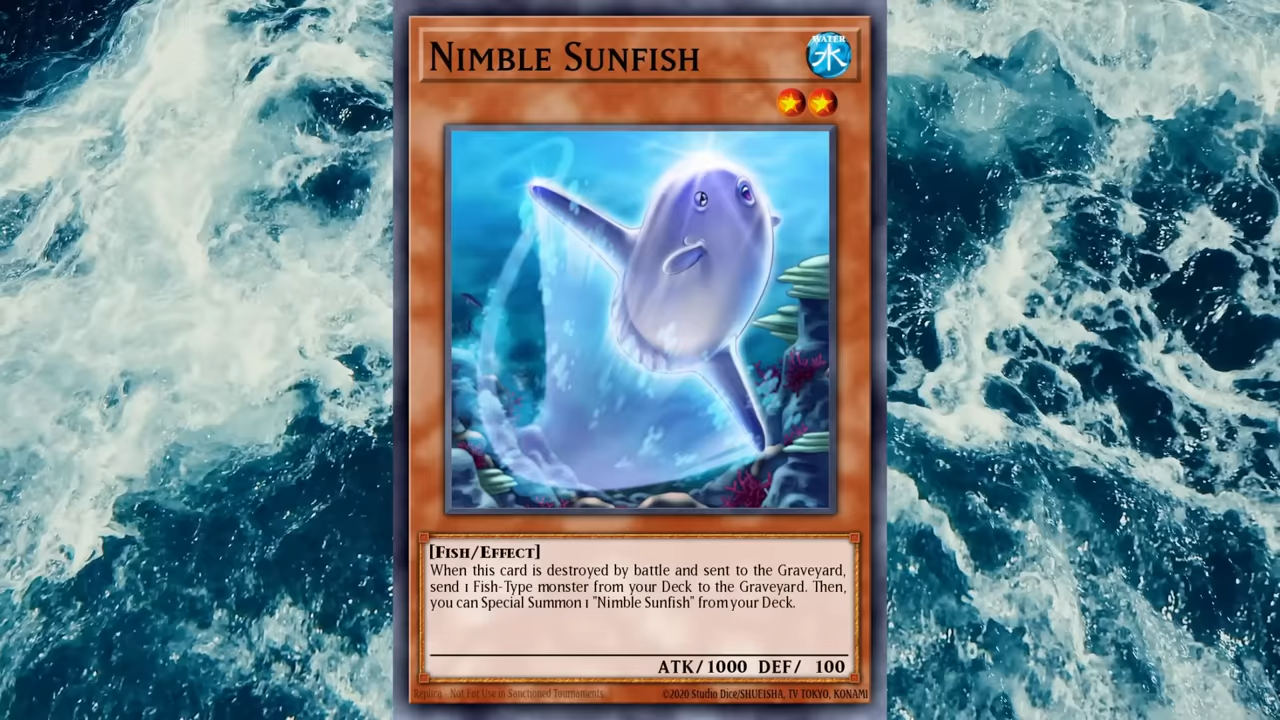 Nimble Sunfish
WATER
水
[Fish/Effect]
When this card is destroyed by battle and sent to the Graveyard,
send 1 Fish-Type monster from your Deck to the Graveyard. Then,
you can Special Summon 1 "Nimble Sunfish" from your Deck.
ATK/1000 DEF/ 100
Replica - Not For Use in Sanctioned Tournaments
©2020 Studio Dice/SHUEISHA, TV TOKYO, KONAMI